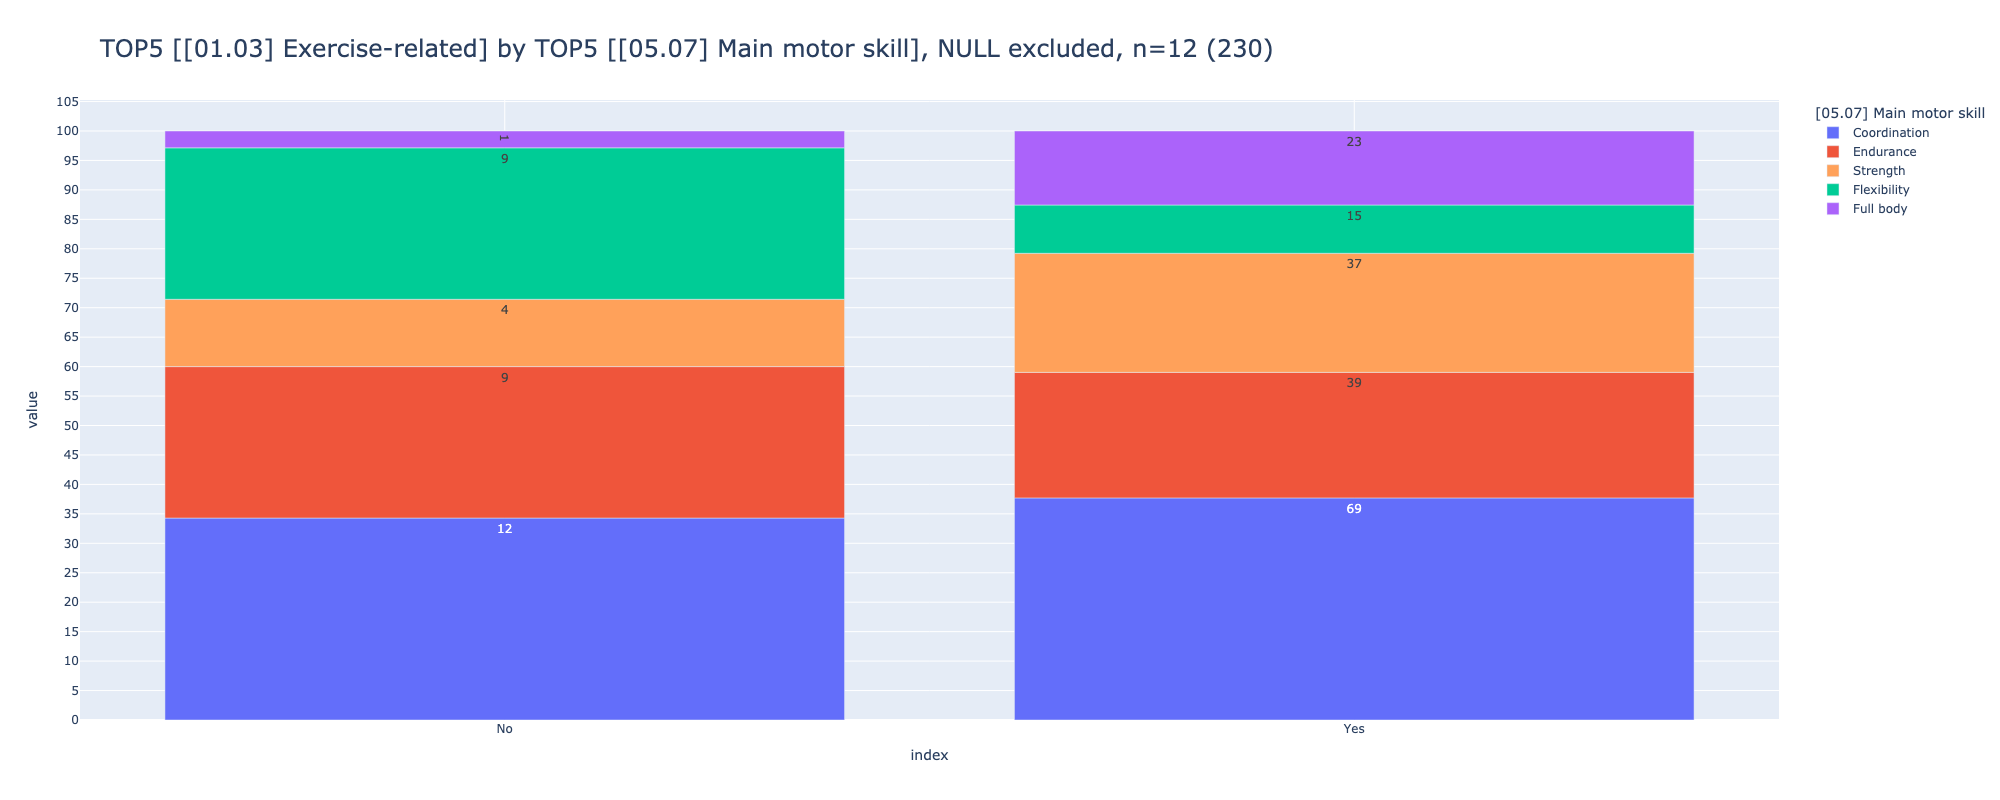 TOP5 [[01.03] Exercise-related] by TOP5 [[05.07] Main motor skill], NULL excluded, n=12 (230)
105
100
95
90
85
80
75
70
65
60
55
50
45
40
35
30
25
20
15
10
5
0
value
1
9
4
9
12
23
15
37
39
69
No
Yes
index
[05.07] Main motor skill
Coordination
Endurance
Strength
Flexibility
Full body